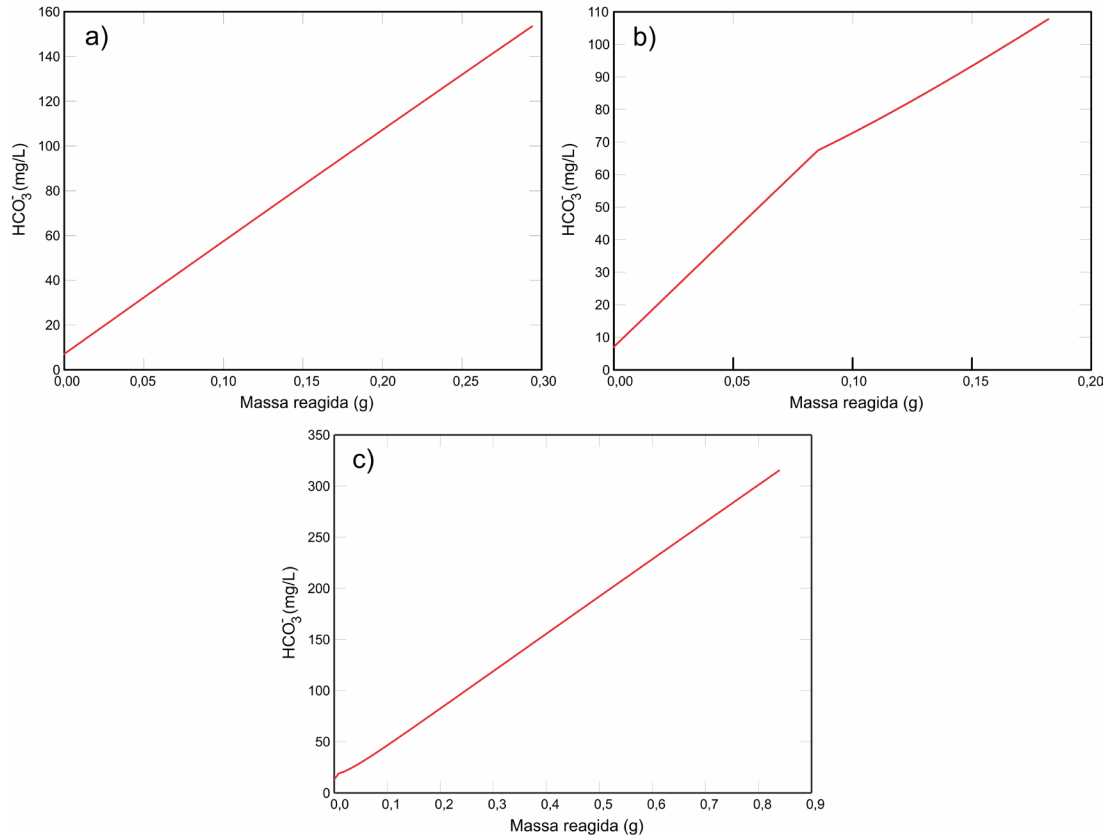 a)
160
140
120
100
80
60
40
20
0
HCO₃⁻(mg/L)
0,00 0,05 0,10 0,15 0,20 0,25 0,30
Massa reagida (g)
b)
110
100
90
80
70
60
50
40
30
20
10
0
HCO₃⁻(mg/L)
0,00 0,05 0,10 0,15 0,20
Massa reagida (g)
c)
350
300
250
200
150
100
50
0
HCO₃⁻(mg/L)
0,0 0,1 0,2 0,3 0,4 0,5 0,6 0,7 0,8 0,9
Massa reagida (g)